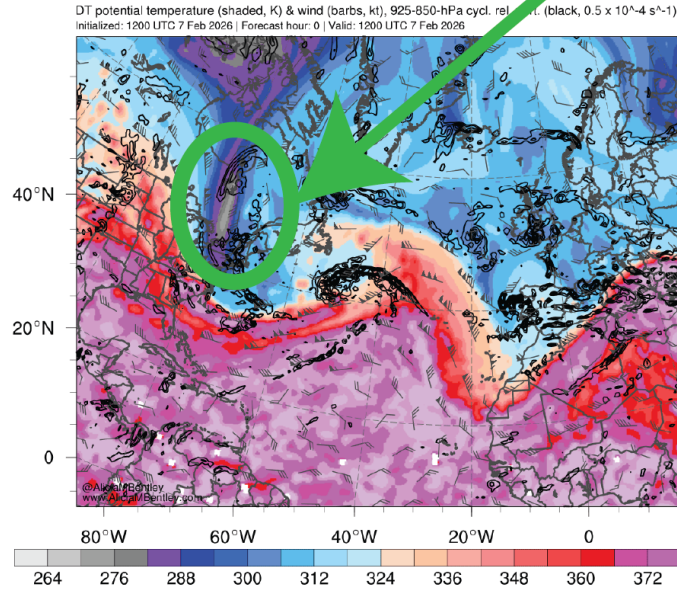 DT potential temperature (shaded, K) & wind (barbs, kt), 925-850-hPa cycl. rel. rt. (black, 0.5 x 10^-4 s^-1)
Initialized: 1200 UTC 7 Feb 2026 | Forecast hour: 0 | Valid: 1200 UTC 7 Feb 2026
40°N
20°N
0
@AliciaMBentley
www.AliciaMBentley.com
80°W 60°W 40°W 20°W 0
264 276 288 300 312 324 336 348 360 372